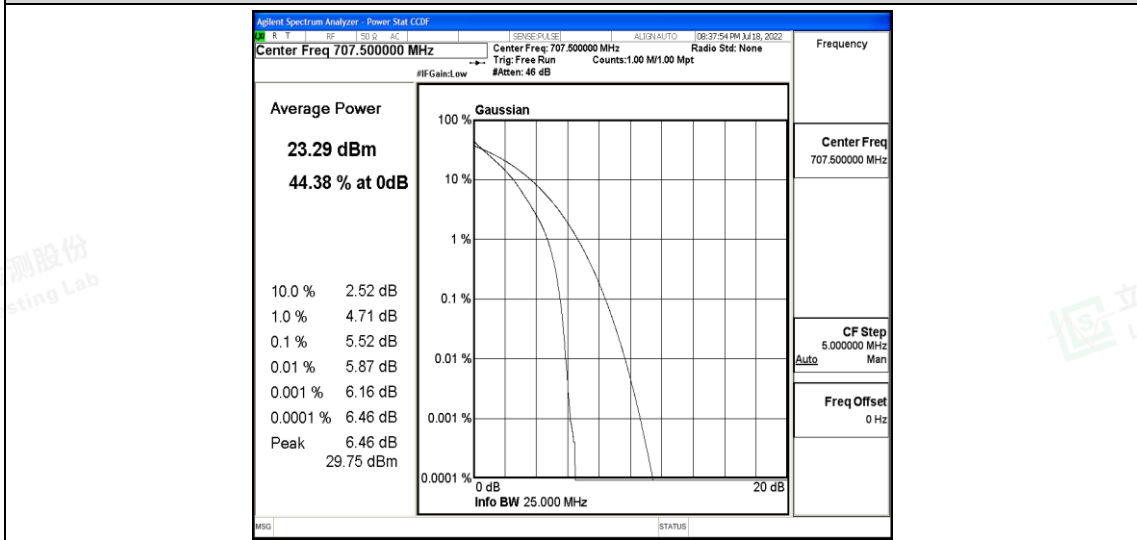 Agilent Spectrum Analyzer - Power Stat CCDF
LXI R T RF 50 Ω AC SENSE:PULSE ALIGNAUTO 08:37:54 PM Jul 18, 2022
Center Freq 707.500000 MHz
Center Freq: 707.500000 MHz Radio Std: None
Trig: Free Run Counts:1.00 M/1.00 Mpt
#IFGain:Low #Atten: 46 dB
Frequency
Average Power
23.29 dBm
44.38 % at 0dB
10.0 % 2.52 dB
1.0 % 4.71 dB
0.1 % 5.52 dB
0.01 % 5.87 dB
0.001 % 6.16 dB
0.0001 % 6.46 dB
Peak 6.46 dB
29.75 dBm
Gaussian
100 %
10 %
1 %
0.1 %
0.01 %
0.001 %
0.0001 %
0 dB 20 dB
Info BW 25.000 MHz
Center Freq
707.500000 MHz
CF Step
5.000000 MHz
Auto Man
Freq Offset
0 Hz
MSG STATUS
测股份
sting Lab
立